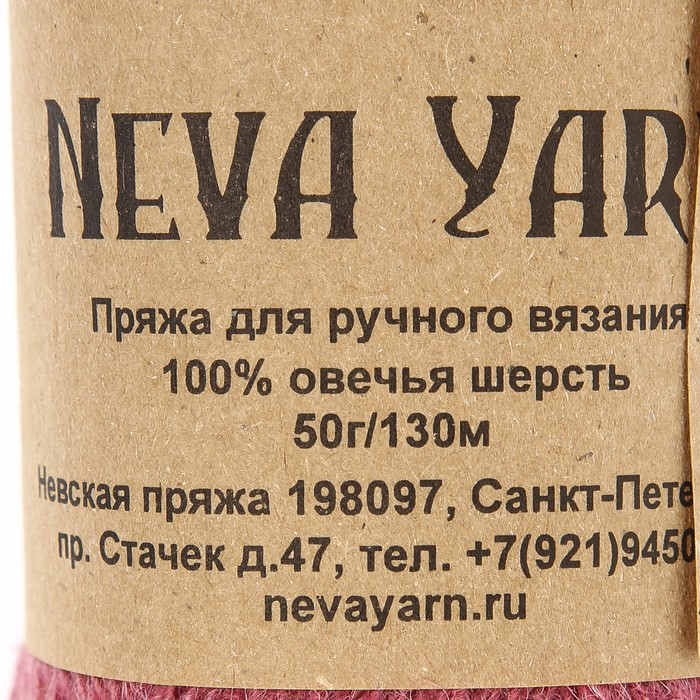 NEVA YAR
Пряжа для ручного вязания
100% овечья шерсть
50г/130м
Невская пряжа 198097, Санкт-Пете
пр. Стачек д.47, тел. +7(921)9450
nevayarn.ru